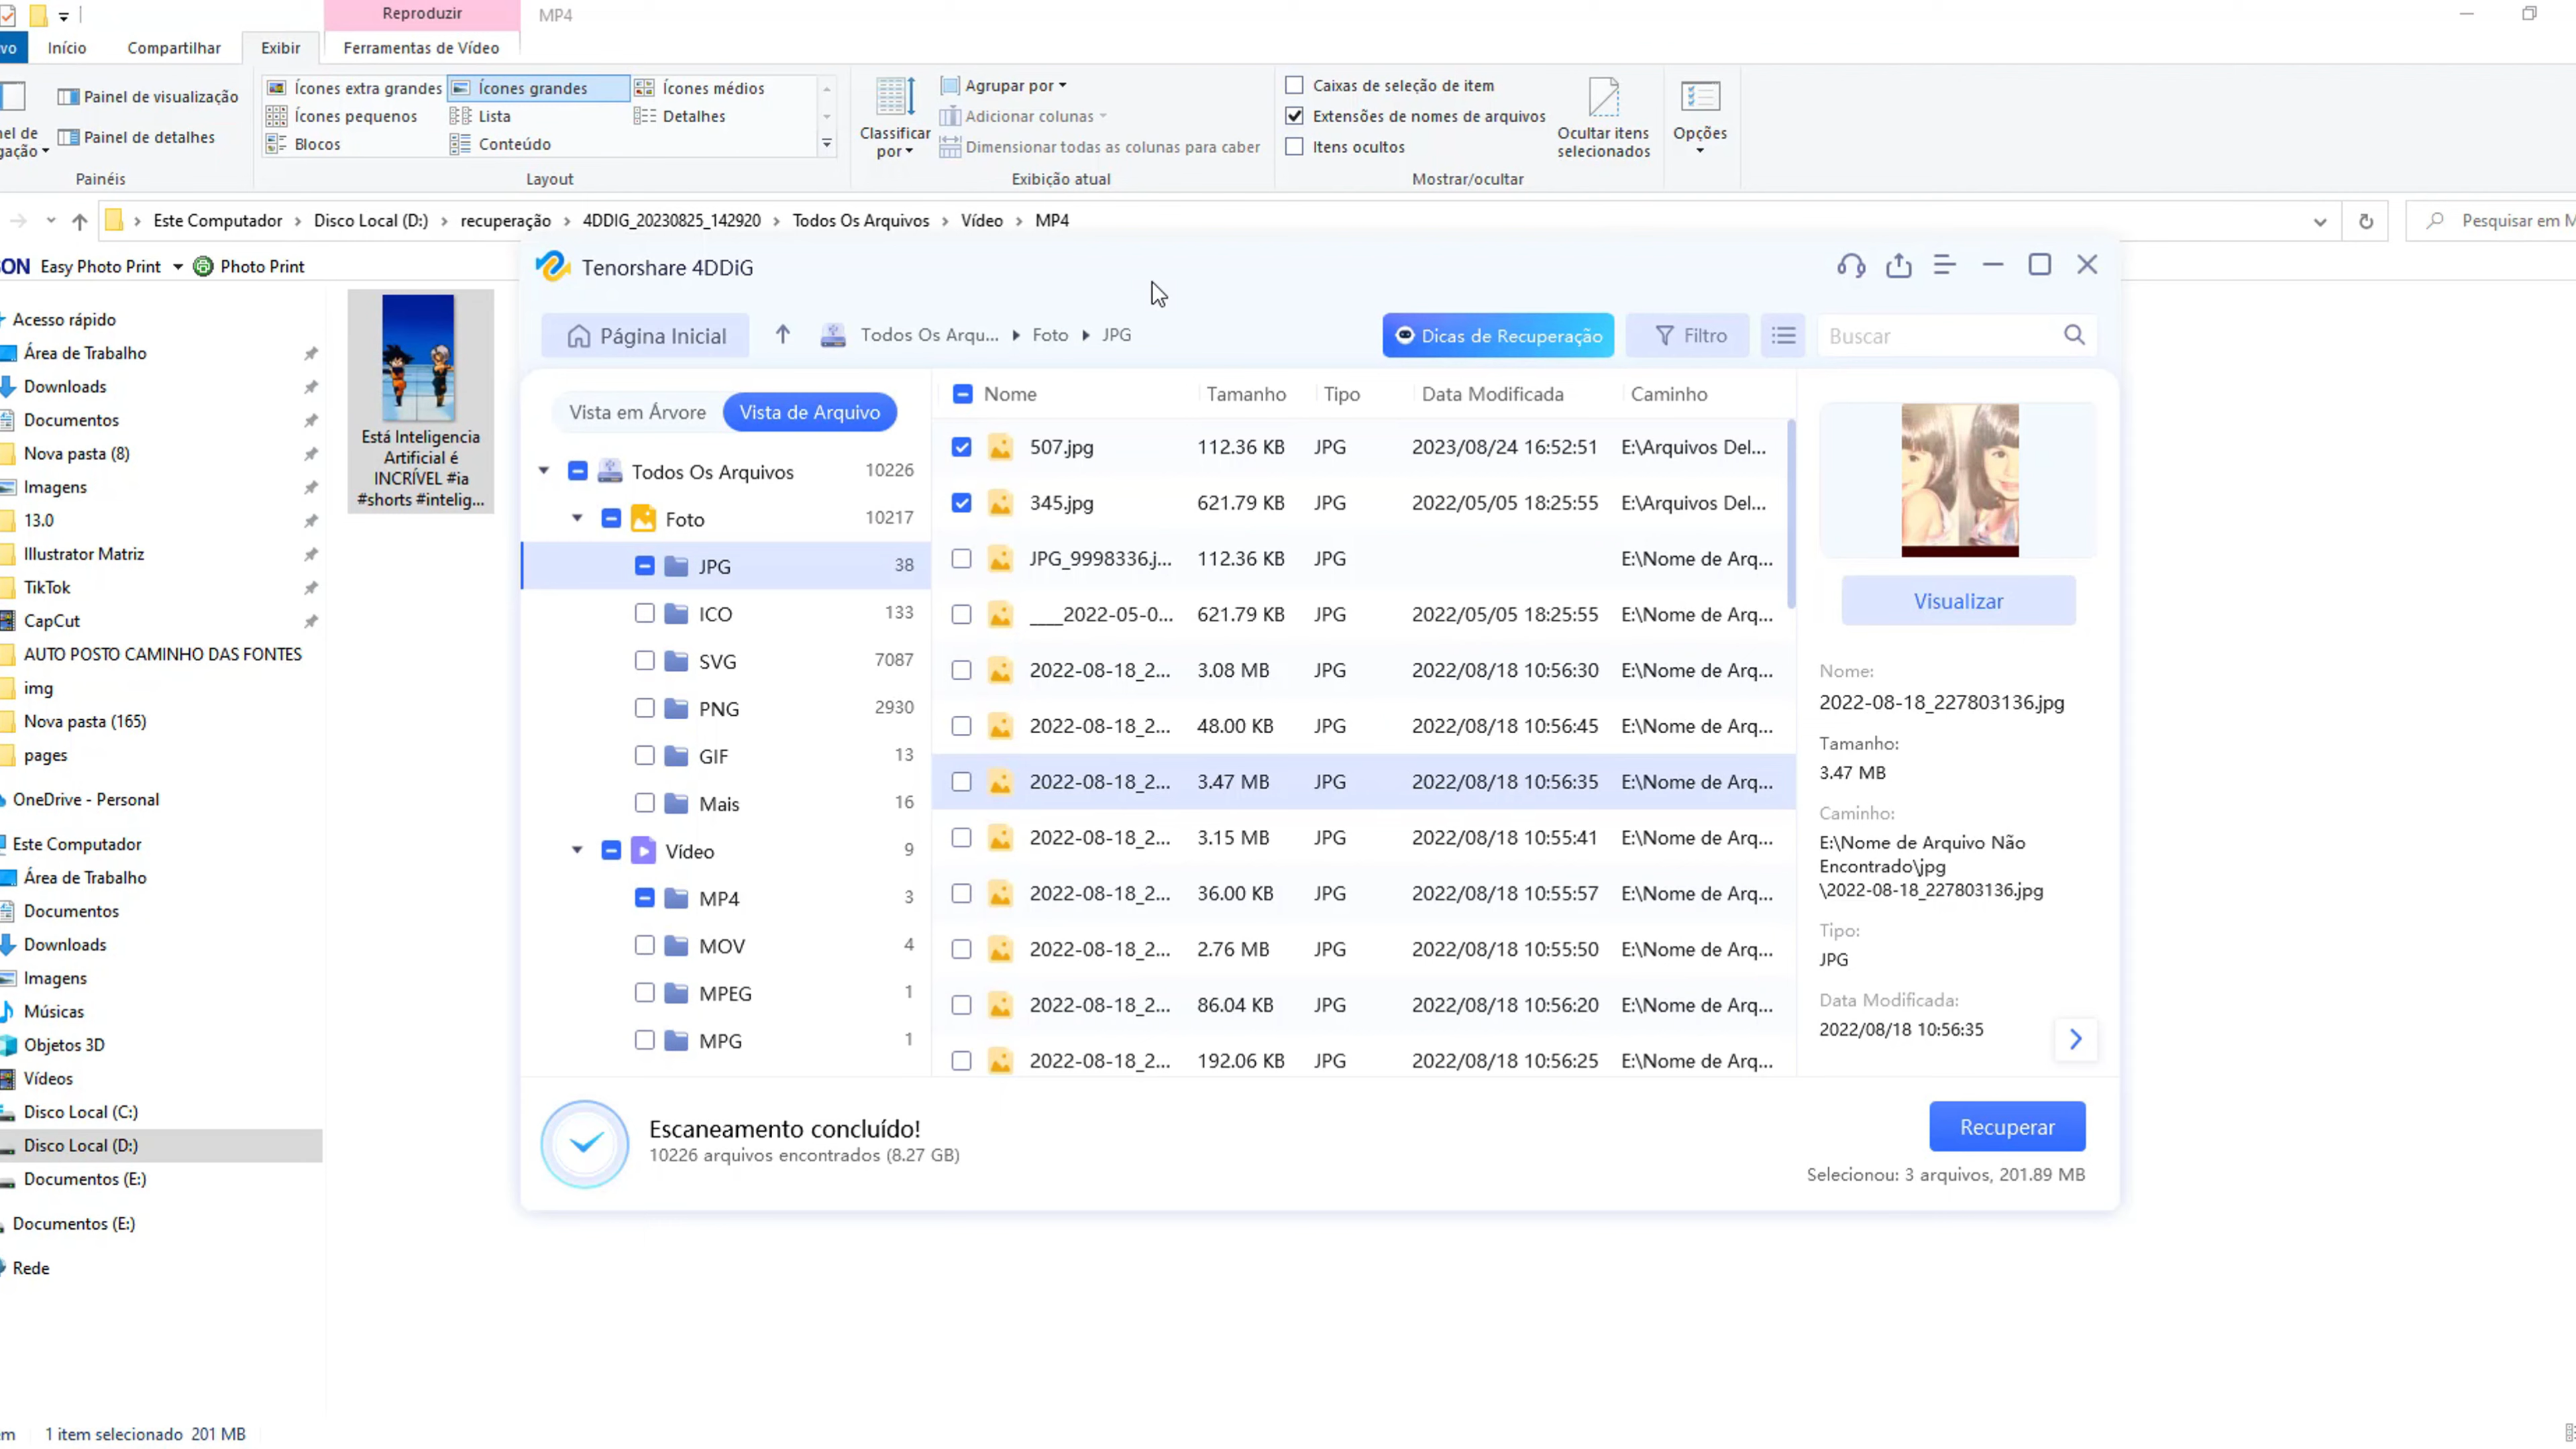 Reproduzir
MP4
vo
Início
Compartilhar
Exibir
Ferramentas de Vídeo
Painel de visualização
Painel de detalhes
Painéis
Ícones extra grandes
Ícones grandes
Ícones médios
Ícones pequenos
Lista
Detalhes
Blocos
Conteúdo
Layout
Classificar
por
Agrupar por
Adicionar colunas
Dimensionar todas as colunas para caber
Exibição atual
Caixas de seleção de item
Extensões de nomes de arquivos
Itens ocultos
Ocultar itens
selecionados
Mostrar/ocultar
Opções
Este Computador
Disco Local (D:)
recuperação
4DDIG_20230825_142920
Todos Os Arquivos
Vídeo
MP4
Pesquisar em M
SON Easy Photo Print
Photo Print
Acesso rápido
Área de Trabalho
Downloads
Documentos
Nova pasta (8)
Imagens
13.0
Illustrator Matriz
TikTok
CapCut
AUTO POSTO CAMINHO DAS FONTES
img
Nova pasta (165)
pages
OneDrive - Personal
Este Computador
Área de Trabalho
Documentos
Downloads
Imagens
Músicas
Objetos 3D
Vídeos
Disco Local (C:)
Disco Local (D:)
Documentos (E:)
Documentos (E:)
Rede
1 item selecionado 201 MB
Está Inteligencia
Artificial é
INCRÍVEL #ia
#shorts #intelig...
Tenorshare 4DDiG
Página Inicial
Todos Os Arqu...
Foto
JPG
Dicas de Recuperação
Filtro
Buscar
Vista em Árvore
Vista de Arquivo
Todos Os Arquivos 10226
Foto 10217
JPG 38
ICO 133
SVG 7087
PNG 2930
GIF 13
Mais 16
Vídeo 9
MP4 3
MOV 4
MPEG 1
MPG 1
Nome Tamanho Tipo Data Modificada Caminho
507.jpg 112.36 KB JPG 2023/08/24 16:52:51 E:\Arquivos Del...
345.jpg 621.79 KB JPG 2022/05/05 18:25:55 E:\Arquivos Del...
JPG_9998336.j... 112.36 KB JPG E:\Nome de Arq...
____2022-05-0... 621.79 KB JPG 2022/05/05 18:25:55 E:\Nome de Arq...
2022-08-18_2... 3.08 MB JPG 2022/08/18 10:56:30 E:\Nome de Arq...
2022-08-18_2... 48.00 KB JPG 2022/08/18 10:56:45 E:\Nome de Arq...
2022-08-18_2... 3.47 MB JPG 2022/08/18 10:56:35 E:\Nome de Arq...
2022-08-18_2... 3.15 MB JPG 2022/08/18 10:55:41 E:\Nome de Arq...
2022-08-18_2... 36.00 KB JPG 2022/08/18 10:55:57 E:\Nome de Arq...
2022-08-18_2... 2.76 MB JPG 2022/08/18 10:55:50 E:\Nome de Arq...
2022-08-18_2... 86.04 KB JPG 2022/08/18 10:56:20 E:\Nome de Arq...
2022-08-18_2... 192.06 KB JPG 2022/08/18 10:56:25 E:\Nome de Arq...
Visualizar
Nome:
2022-08-18_227803136.jpg
Tamanho:
3.47 MB
Caminho:
E:\Nome de Arquivo Não
Encontrado\jpg
\2022-08-18_227803136.jpg
Tipo:
JPG
Data Modificada:
2022/08/18 10:56:35
Escaneamento concluído!
10226 arquivos encontrados (8.27 GB)
Recuperar
Selecionou: 3 arquivos, 201.89 MB